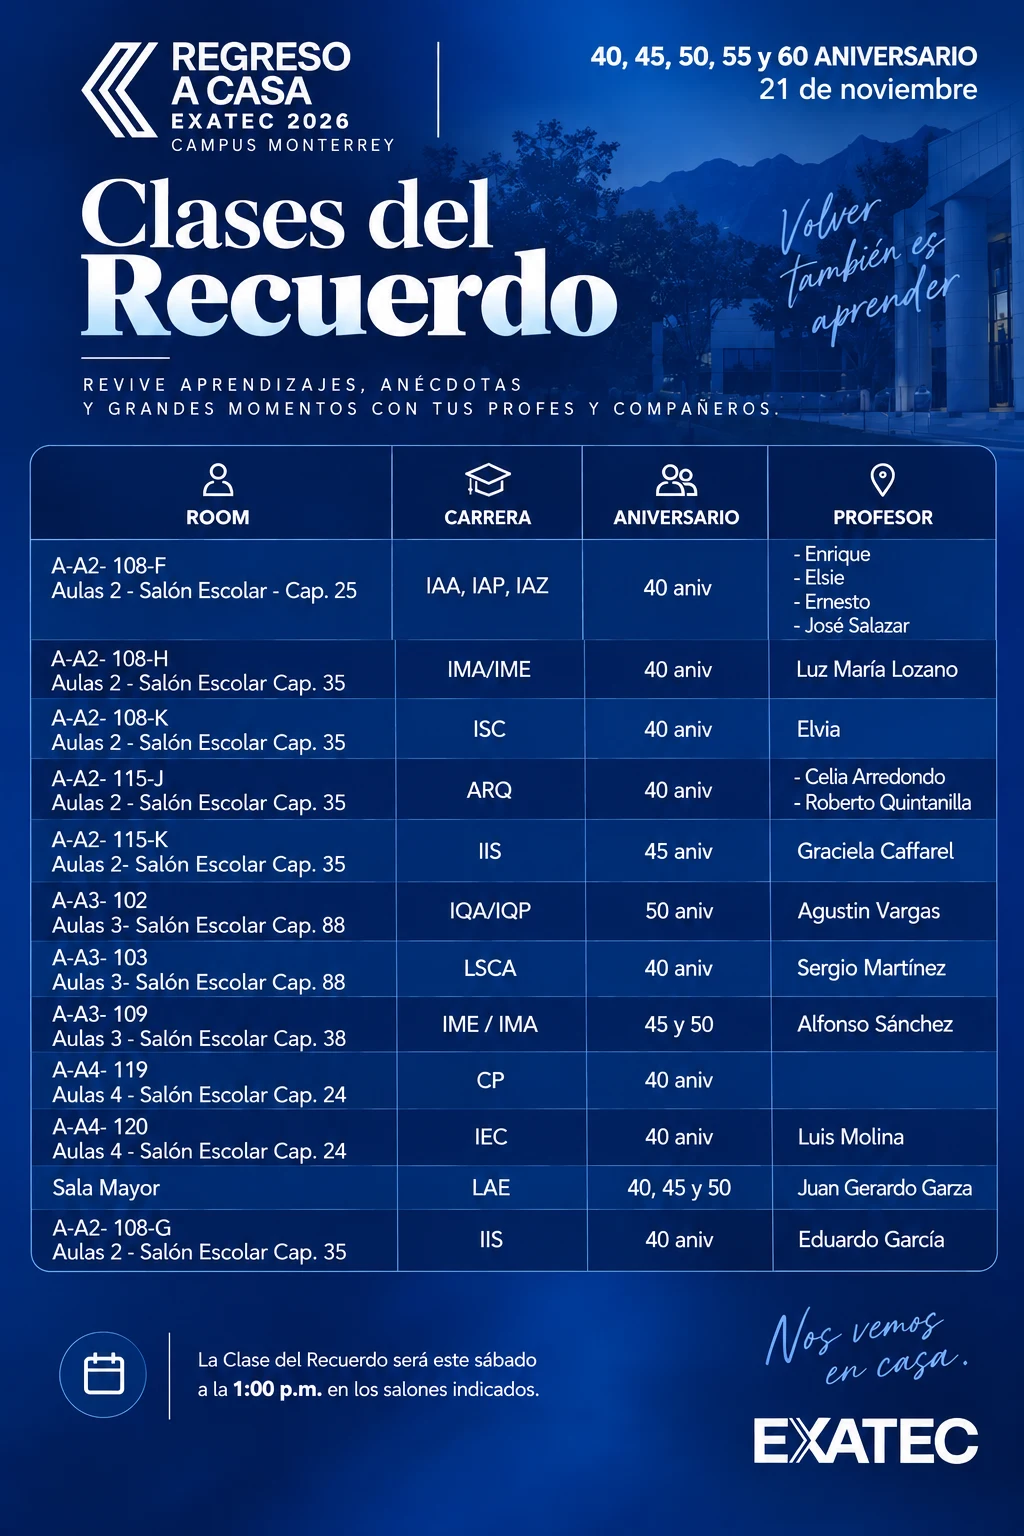 REGRESO
A CASA
EXATEC 2026
CAMPUS MONTERREY
40, 45, 50, 55 y 60 ANIVERSARIO
21 de noviembre
Clases del
Recuerdo
Volver
también es
aprender
REVIVE APRENDIZAJES, ANÉCDOTAS
Y GRANDES MOMENTOS CON TUS PROFES Y COMPAÑEROS.
ROOM CARRERA ANIVERSARIO PROFESOR
A-A2- 108-F
Aulas 2 - Salón Escolar - Cap. 25
IAA, IAP, IAZ
40 aniv
- Enrique
- Elsie
- Ernesto
- José Salazar
A-A2- 108-H
Aulas 2 - Salón Escolar Cap. 35
IMA/IME
40 aniv
Luz María Lozano
A-A2- 108-K
Aulas 2 - Salón Escolar Cap. 35
ISC
40 aniv
Elvia
A-A2- 115-J
Aulas 2 - Salón Escolar Cap. 35
ARQ
40 aniv
- Celia Arredondo
- Roberto Quintanilla
A-A2- 115-K
Aulas 2- Salón Escolar Cap. 35
IIS
45 aniv
Graciela Caffarel
A-A3- 102
Aulas 3- Salón Escolar Cap. 88
IQA/IQP
50 aniv
Agustin Vargas
A-A3- 103
Aulas 3- Salón Escolar Cap. 88
LSCA
40 aniv
Sergio Martínez
A-A3- 109
Aulas 3 - Salón Escolar Cap. 38
IME / IMA
45 y 50
Alfonso Sánchez
A-A4- 119
Aulas 4 - Salón Escolar Cap. 24
CP
40 aniv
A-A4- 120
Aulas 4 - Salón Escolar Cap. 24
IEC
40 aniv
Luis Molina
Sala Mayor
LAE
40, 45 y 50
Juan Gerardo Garza
A-A2- 108-G
Aulas 2 - Salón Escolar Cap. 35
IIS
40 aniv
Eduardo García
La Clase del Recuerdo será este sábado
a la 1:00 p.m. en los salones indicados.
Nos vemos
en casa.
EXATEC